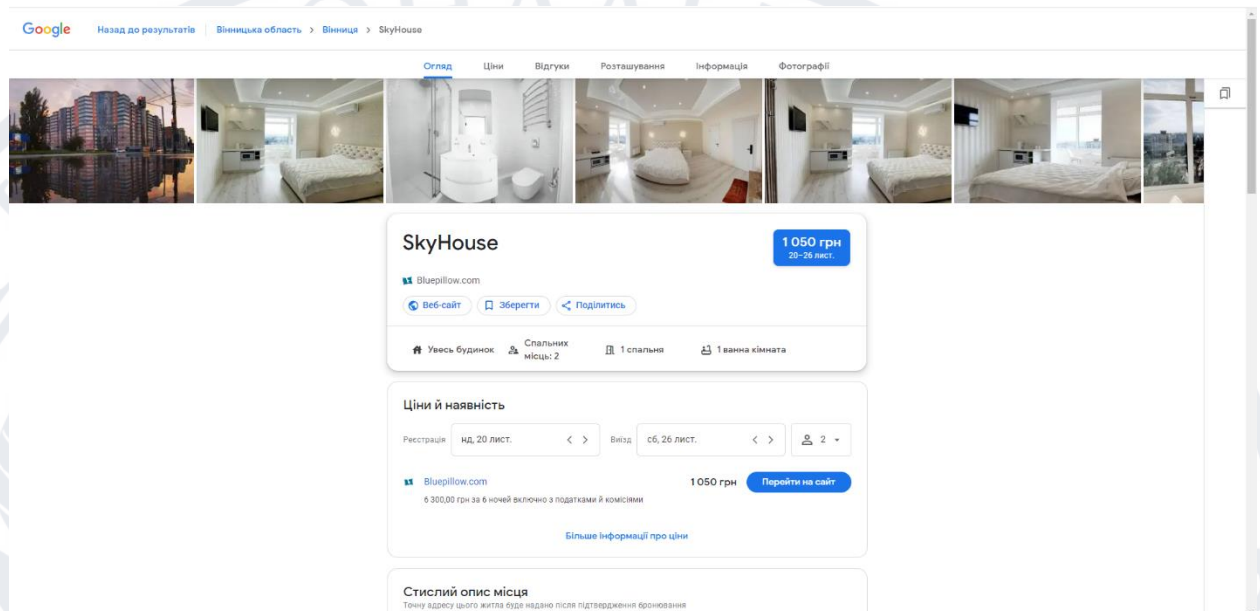 Google Назад до результатів Вінницька область > Вінниця > SkyHouse
Огляд Ціни Відгуки Розташування Інформація Фотографії
SkyHouse
1 050 грн
20–26 лист.
Bluepillow.com
Веб-сайт Зберегти Поділитись
Увесь будинок Спальних місць: 2 1 спальня 1 ванна кімната
Ціни й наявність
Реєстрація нд, 20 лист. < > Виїзд сб, 26 лист. < > 2
Bluepillow.com 1 050 грн Перейти на сайт
6 300,00 грн за 6 ночей включно з податками й комісіями
Більше інформації про ціни
Стислий опис місця
Точну адресу цього житла буде надано після підтвердження бронювання